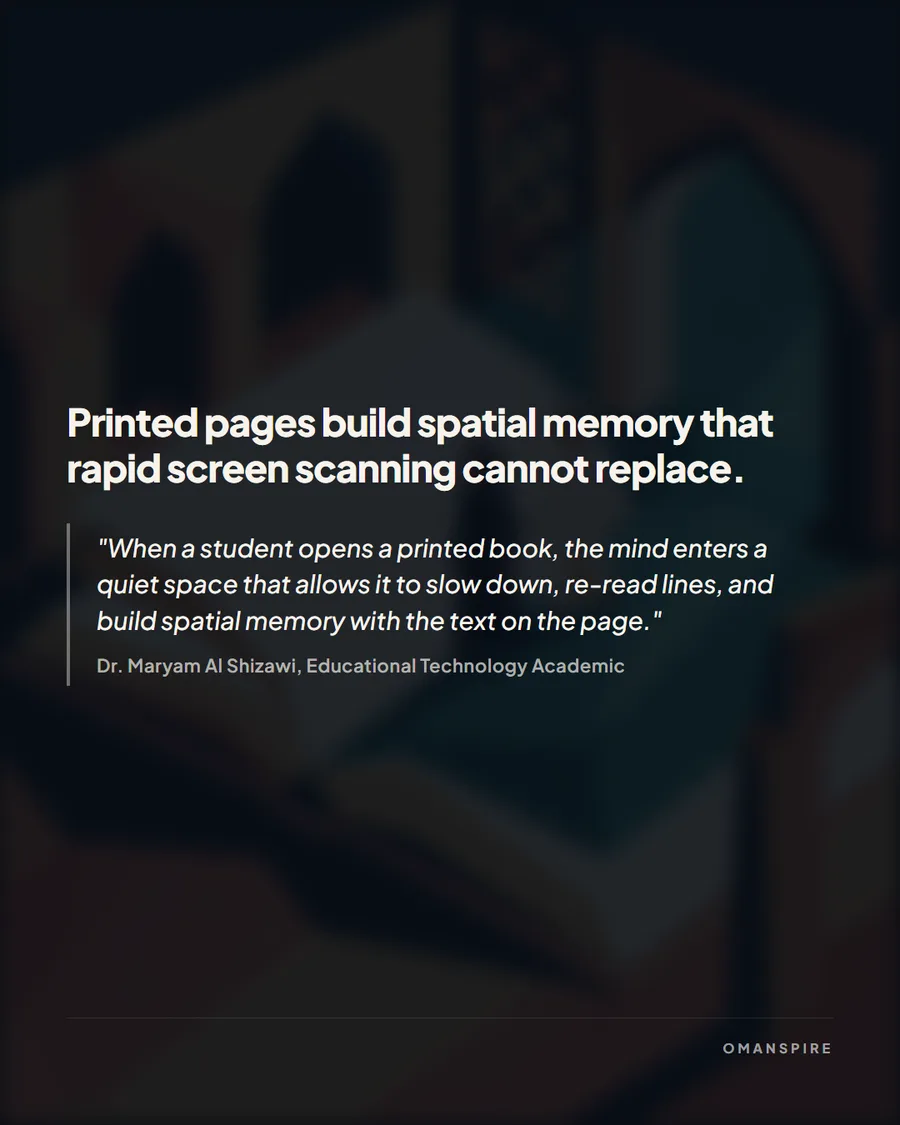 Printed pages build spatial memory that
rapid screen scanning cannot replace.
"When a student opens a printed book, the mind enters a
quiet space that allows it to slow down, re-read lines, and
build spatial memory with the text on the page."
Dr. Maryam Al Shizawi, Educational Technology Academic
OMANSPIRE